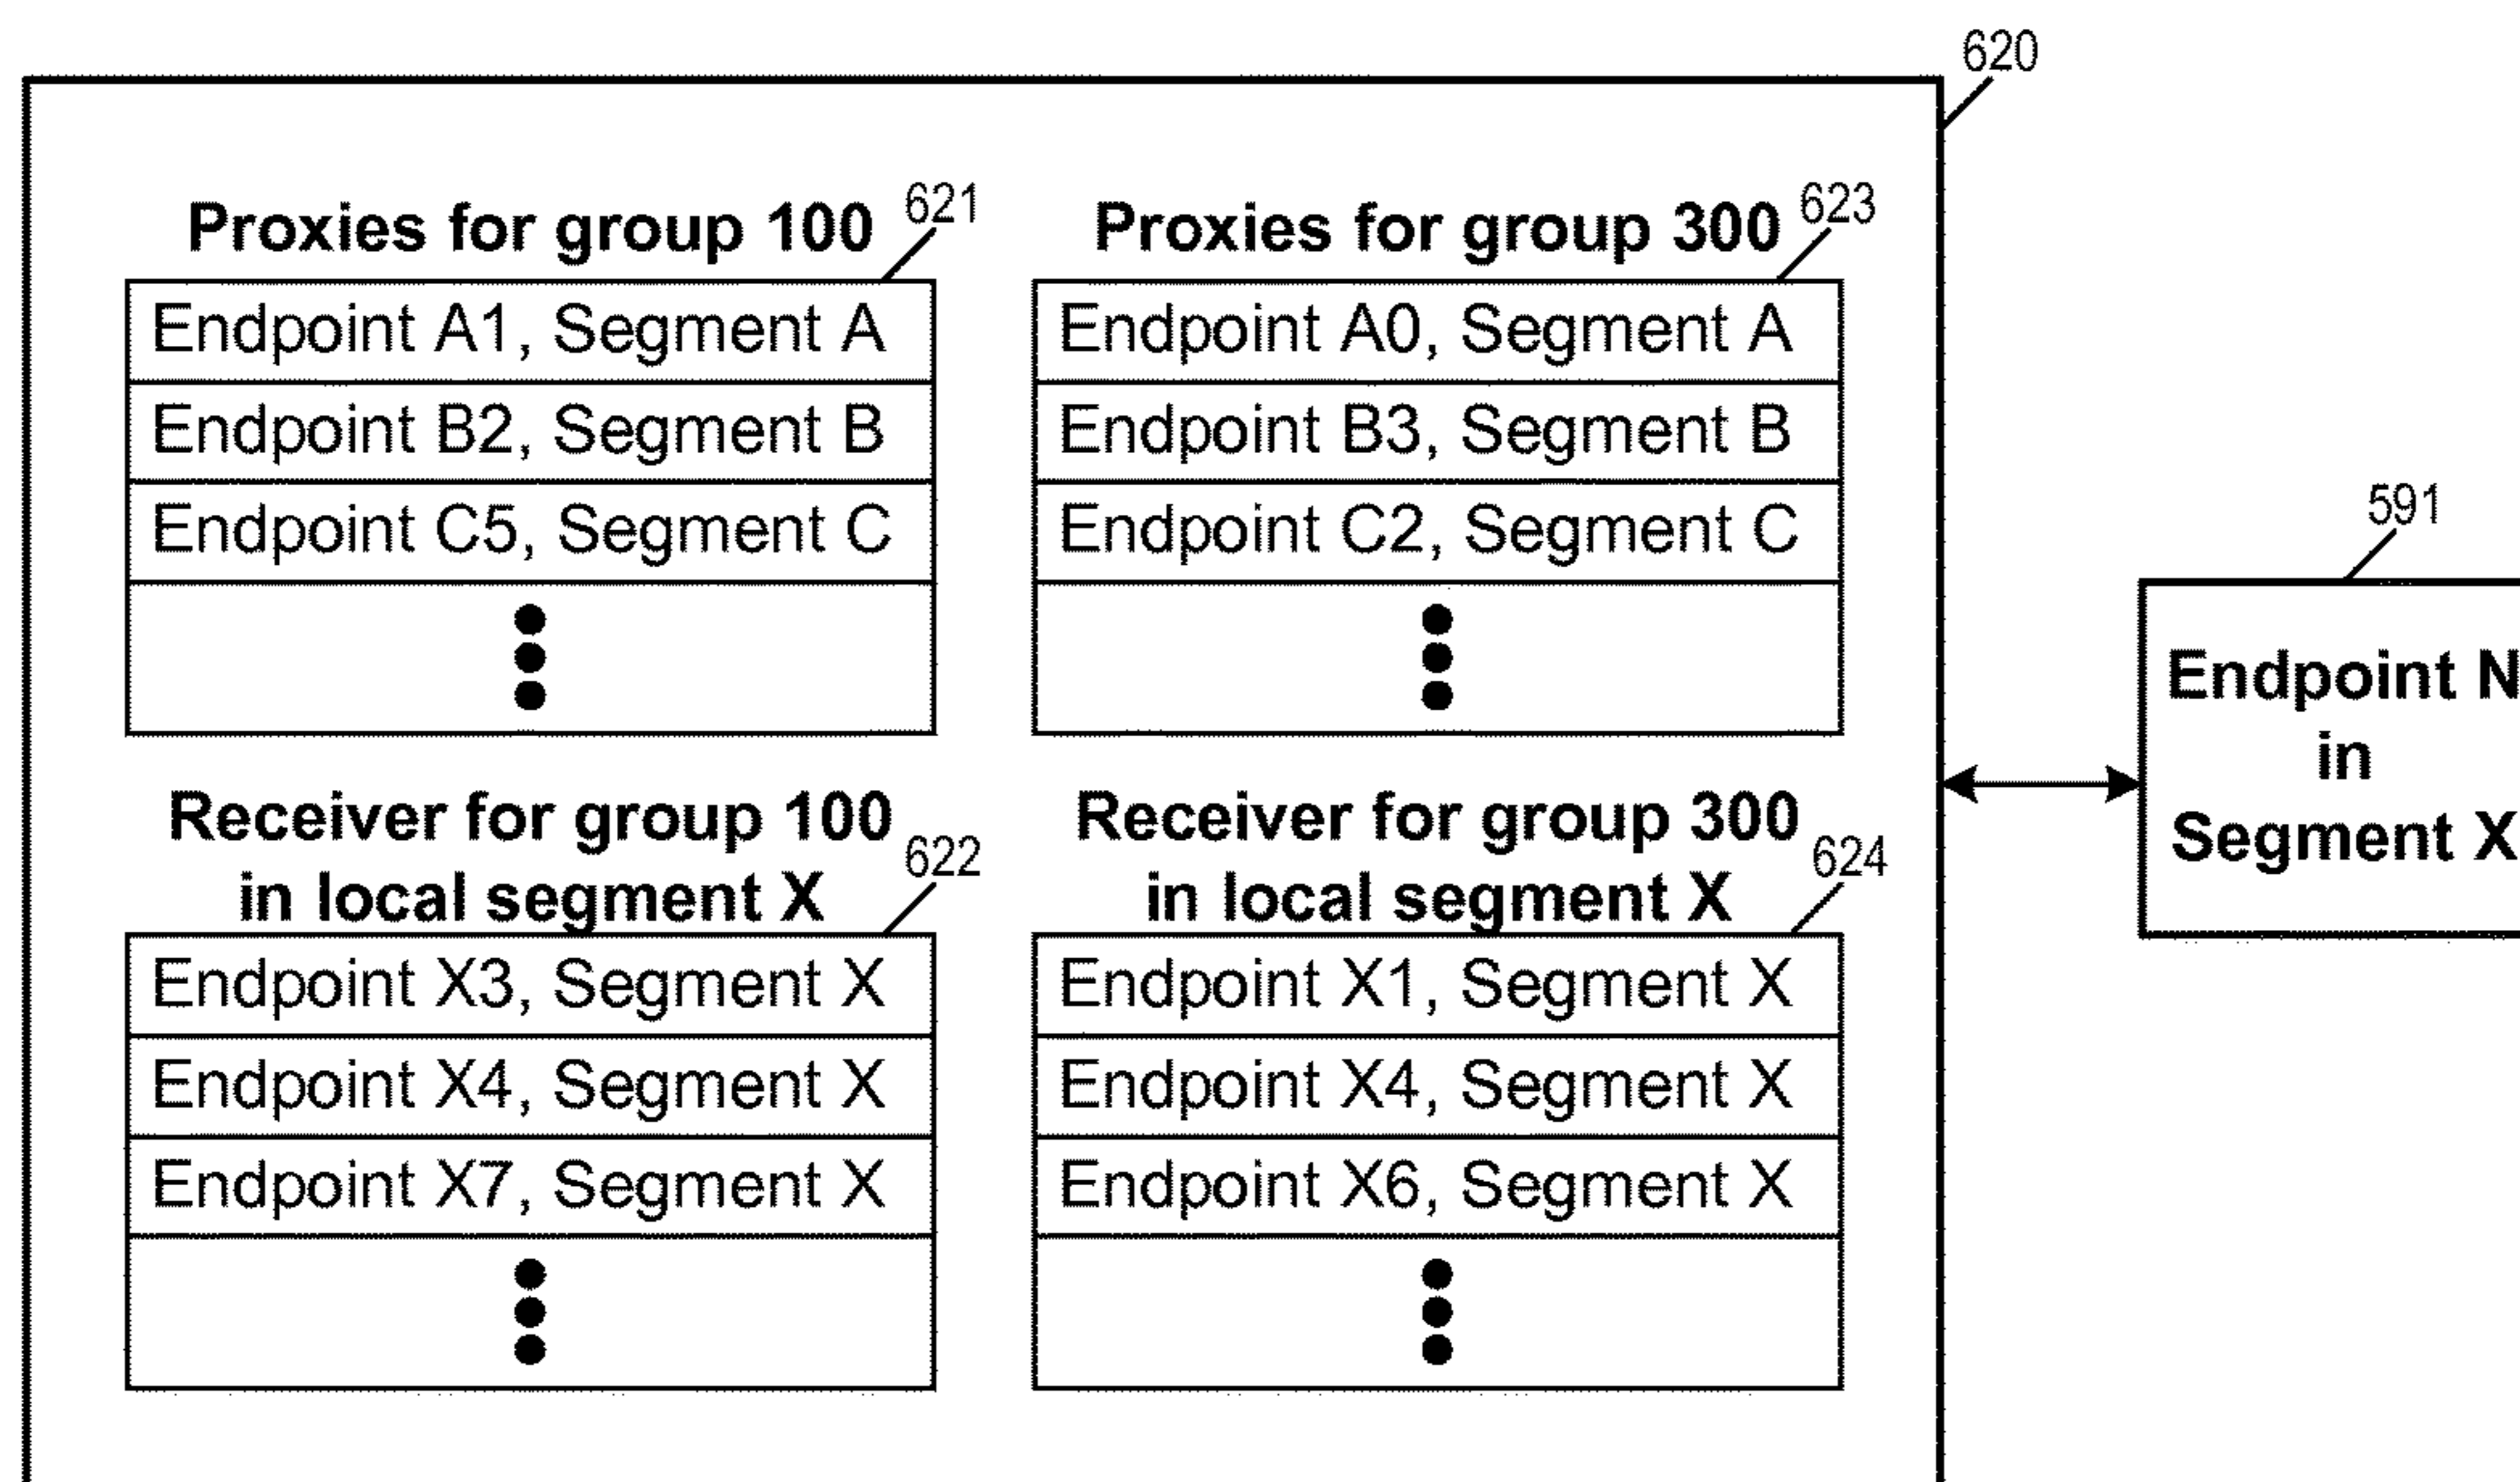 620
Proxies for group 100
621
Endpoint A1, Segment A
Endpoint B2, Segment B
Endpoint C5, Segment C
Proxies for group 300
623
Endpoint A0, Segment A
Endpoint B3, Segment B
Endpoint C2, Segment C
Receiver for group 100
in local segment X
622
Endpoint X3, Segment X
Endpoint X4, Segment X
Endpoint X7, Segment X
Receiver for group 300
in local segment X
624
Endpoint X1, Segment X
Endpoint X4, Segment X
Endpoint X6, Segment X
591
Endpoint N
in
Segment X